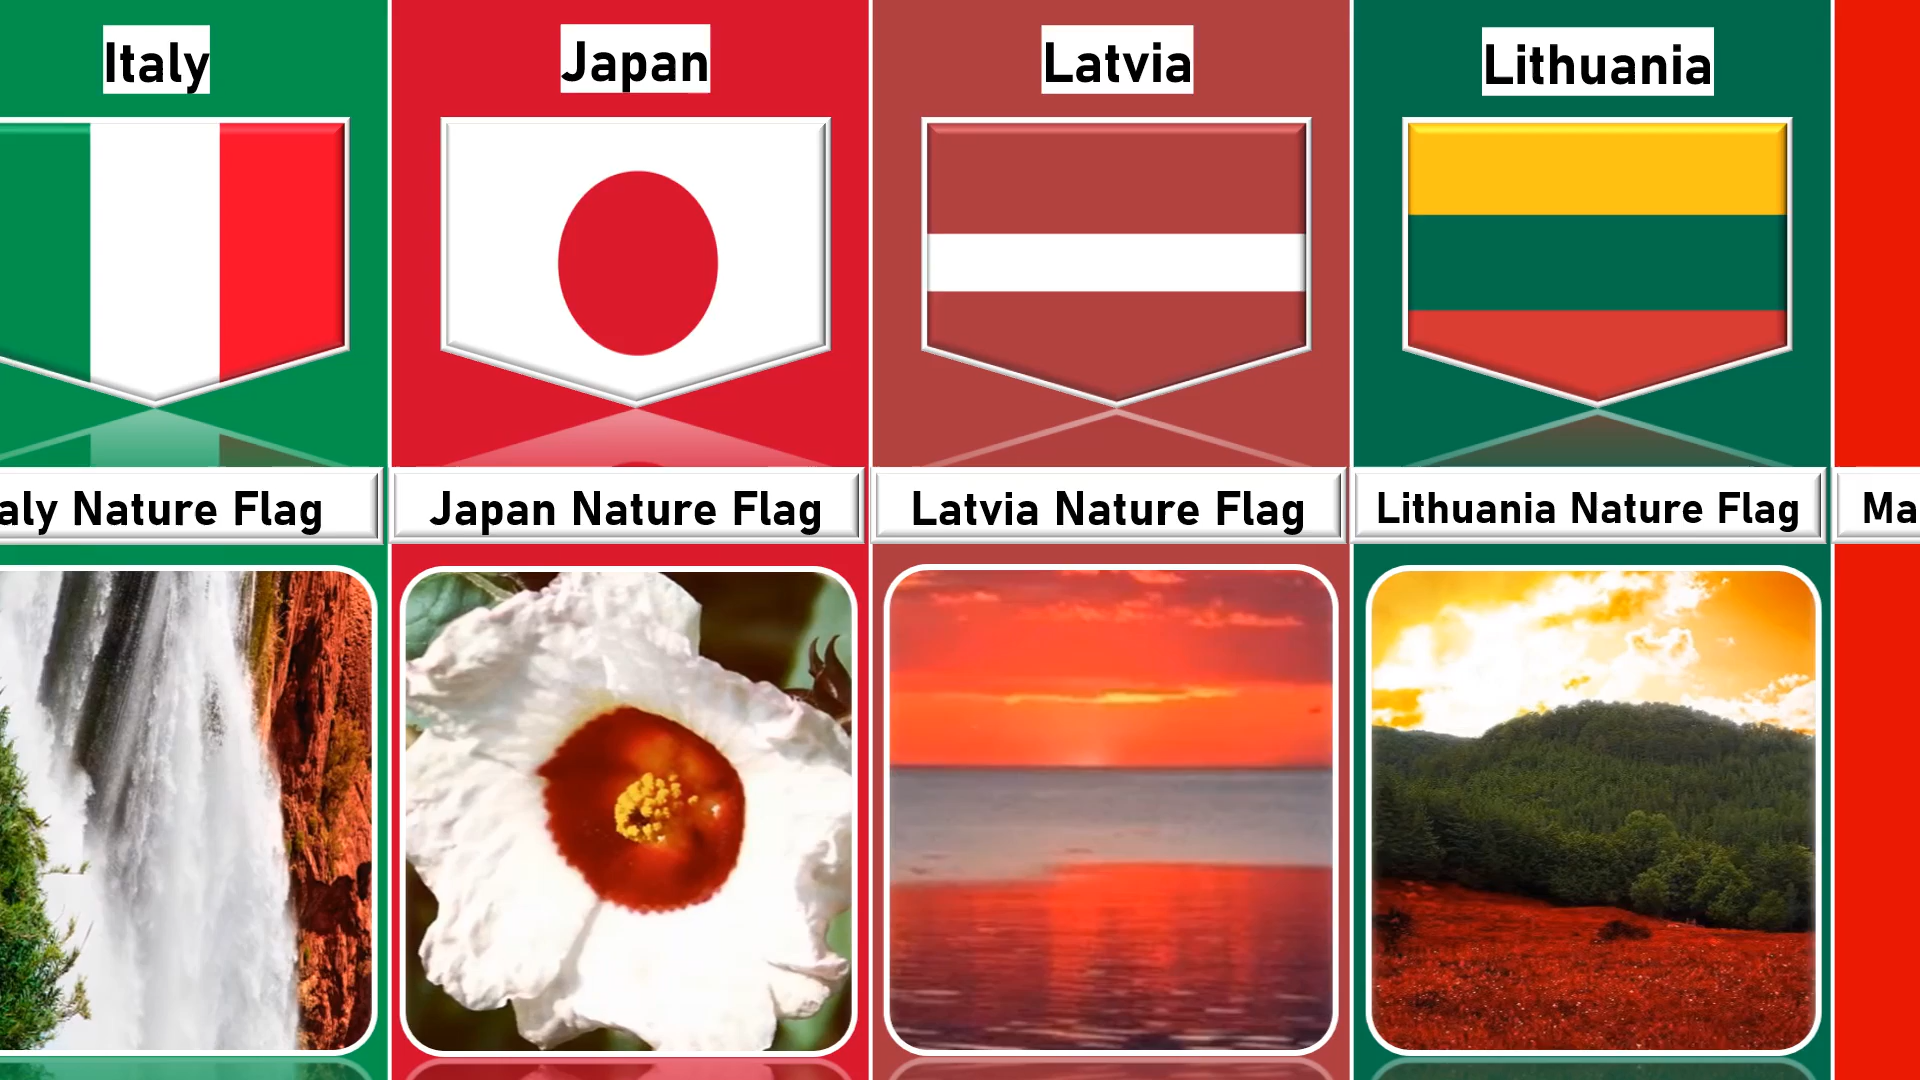 Italy
Japan
Latvia
Lithuania
aly Nature Flag
Japan Nature Flag
Latvia Nature Flag
Lithuania Nature Flag
Ma